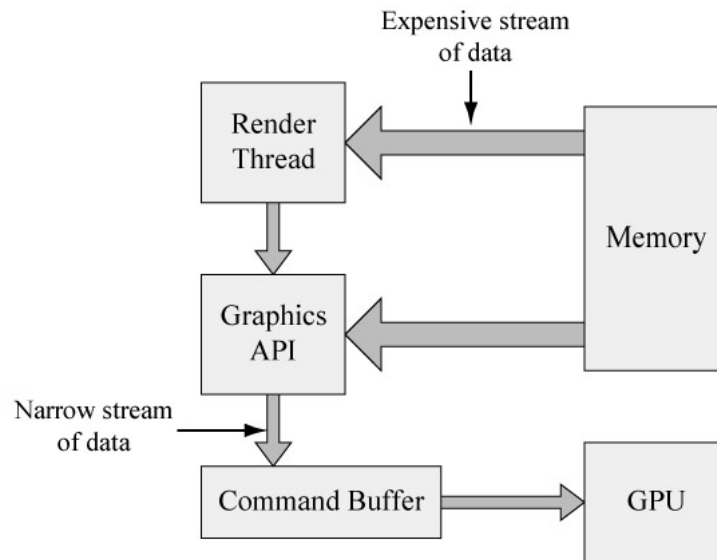 Expensive stream
of data
Render
Thread
Memory
Graphics
API
Narrow stream
of data
Command Buffer
GPU